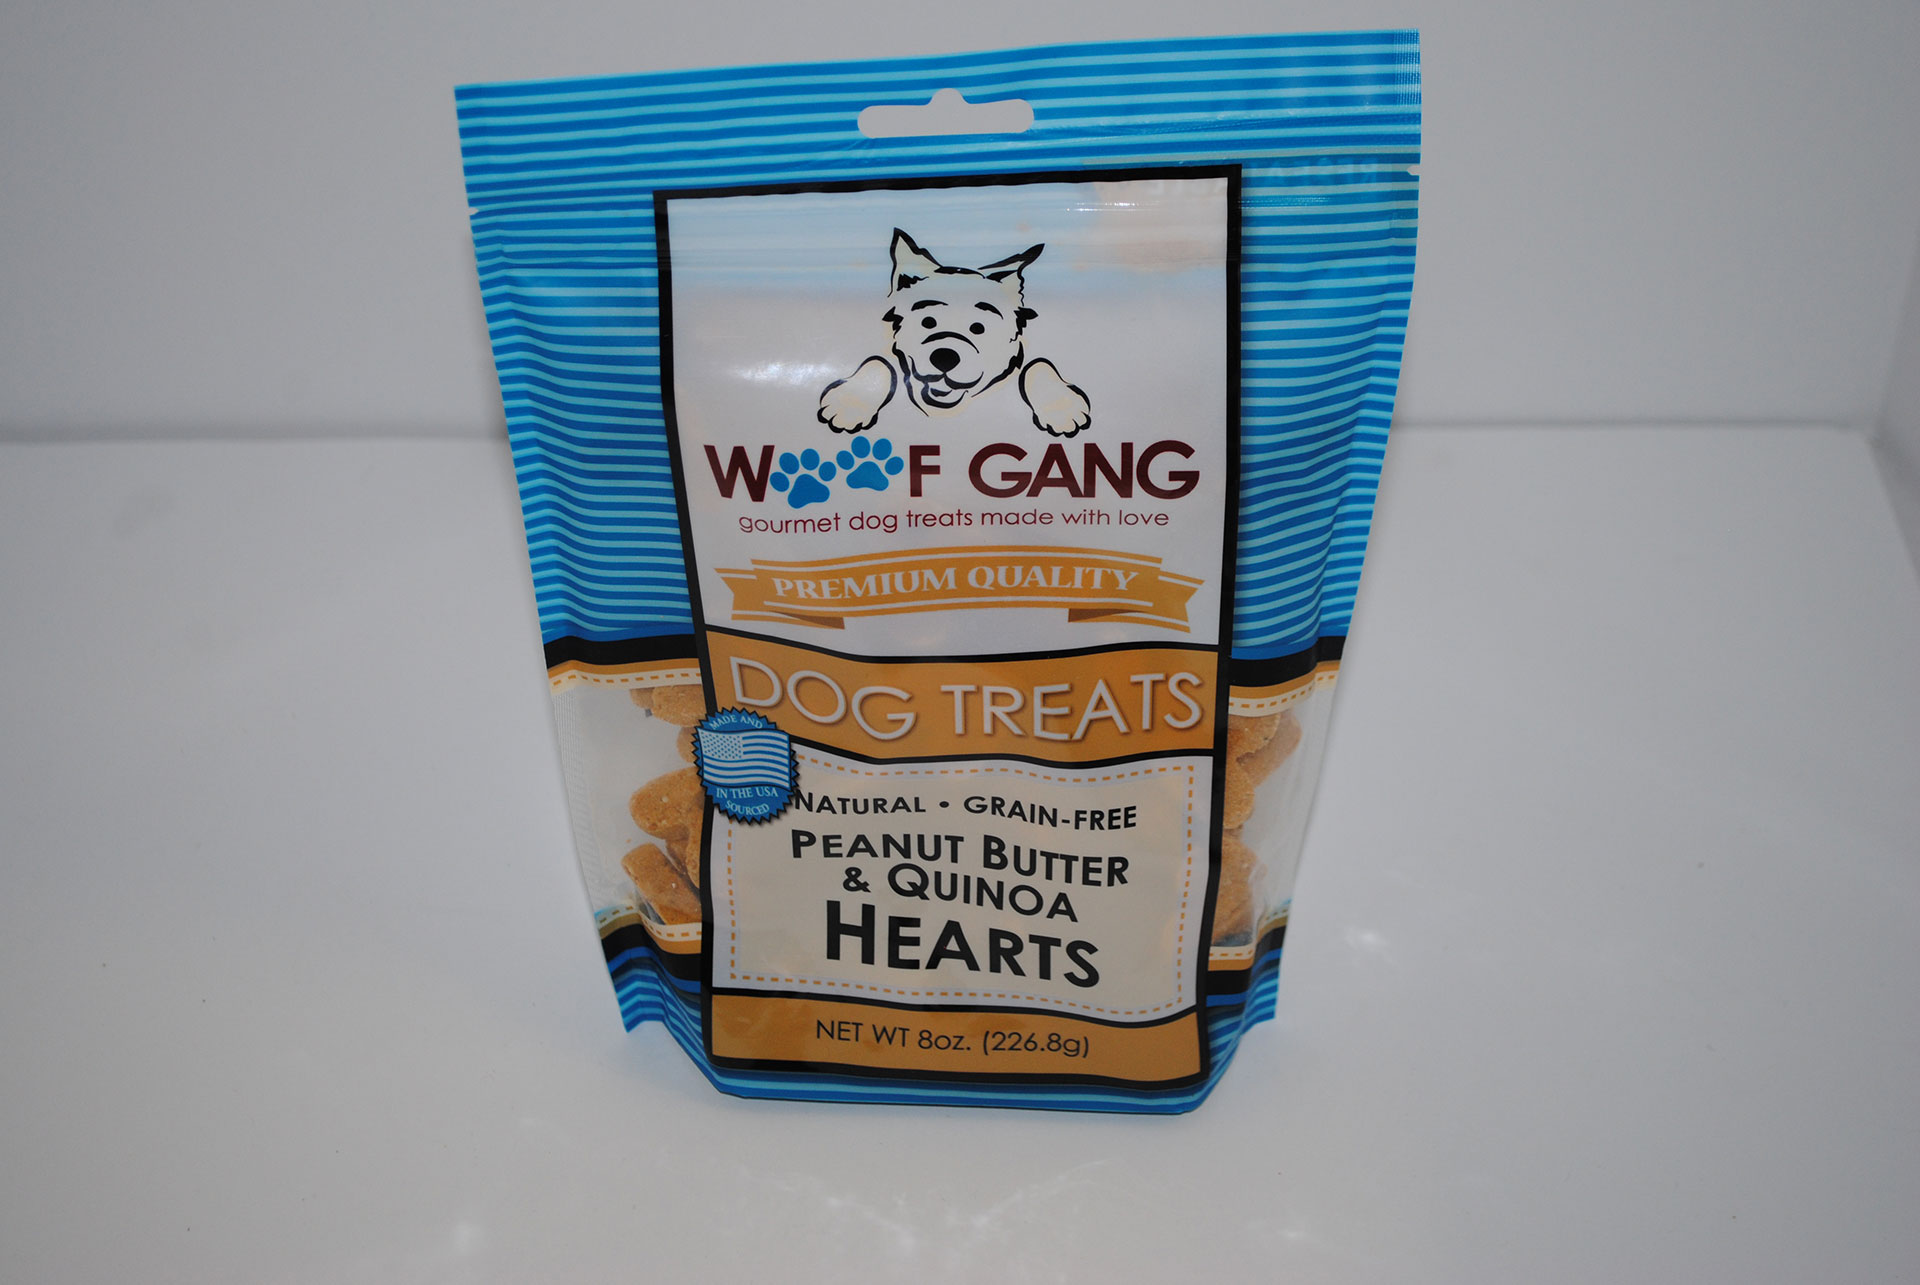 WOOF GANG
gourmet dog treats made with love
PREMIUM QUALITY
DOG TREATS
MADE AND
IN THE USA
SOURCED
NATURAL • GRAIN-FREE
PEANUT BUTTER
& QUINOA
HEARTS
NET WT 8oz. (226.8g)